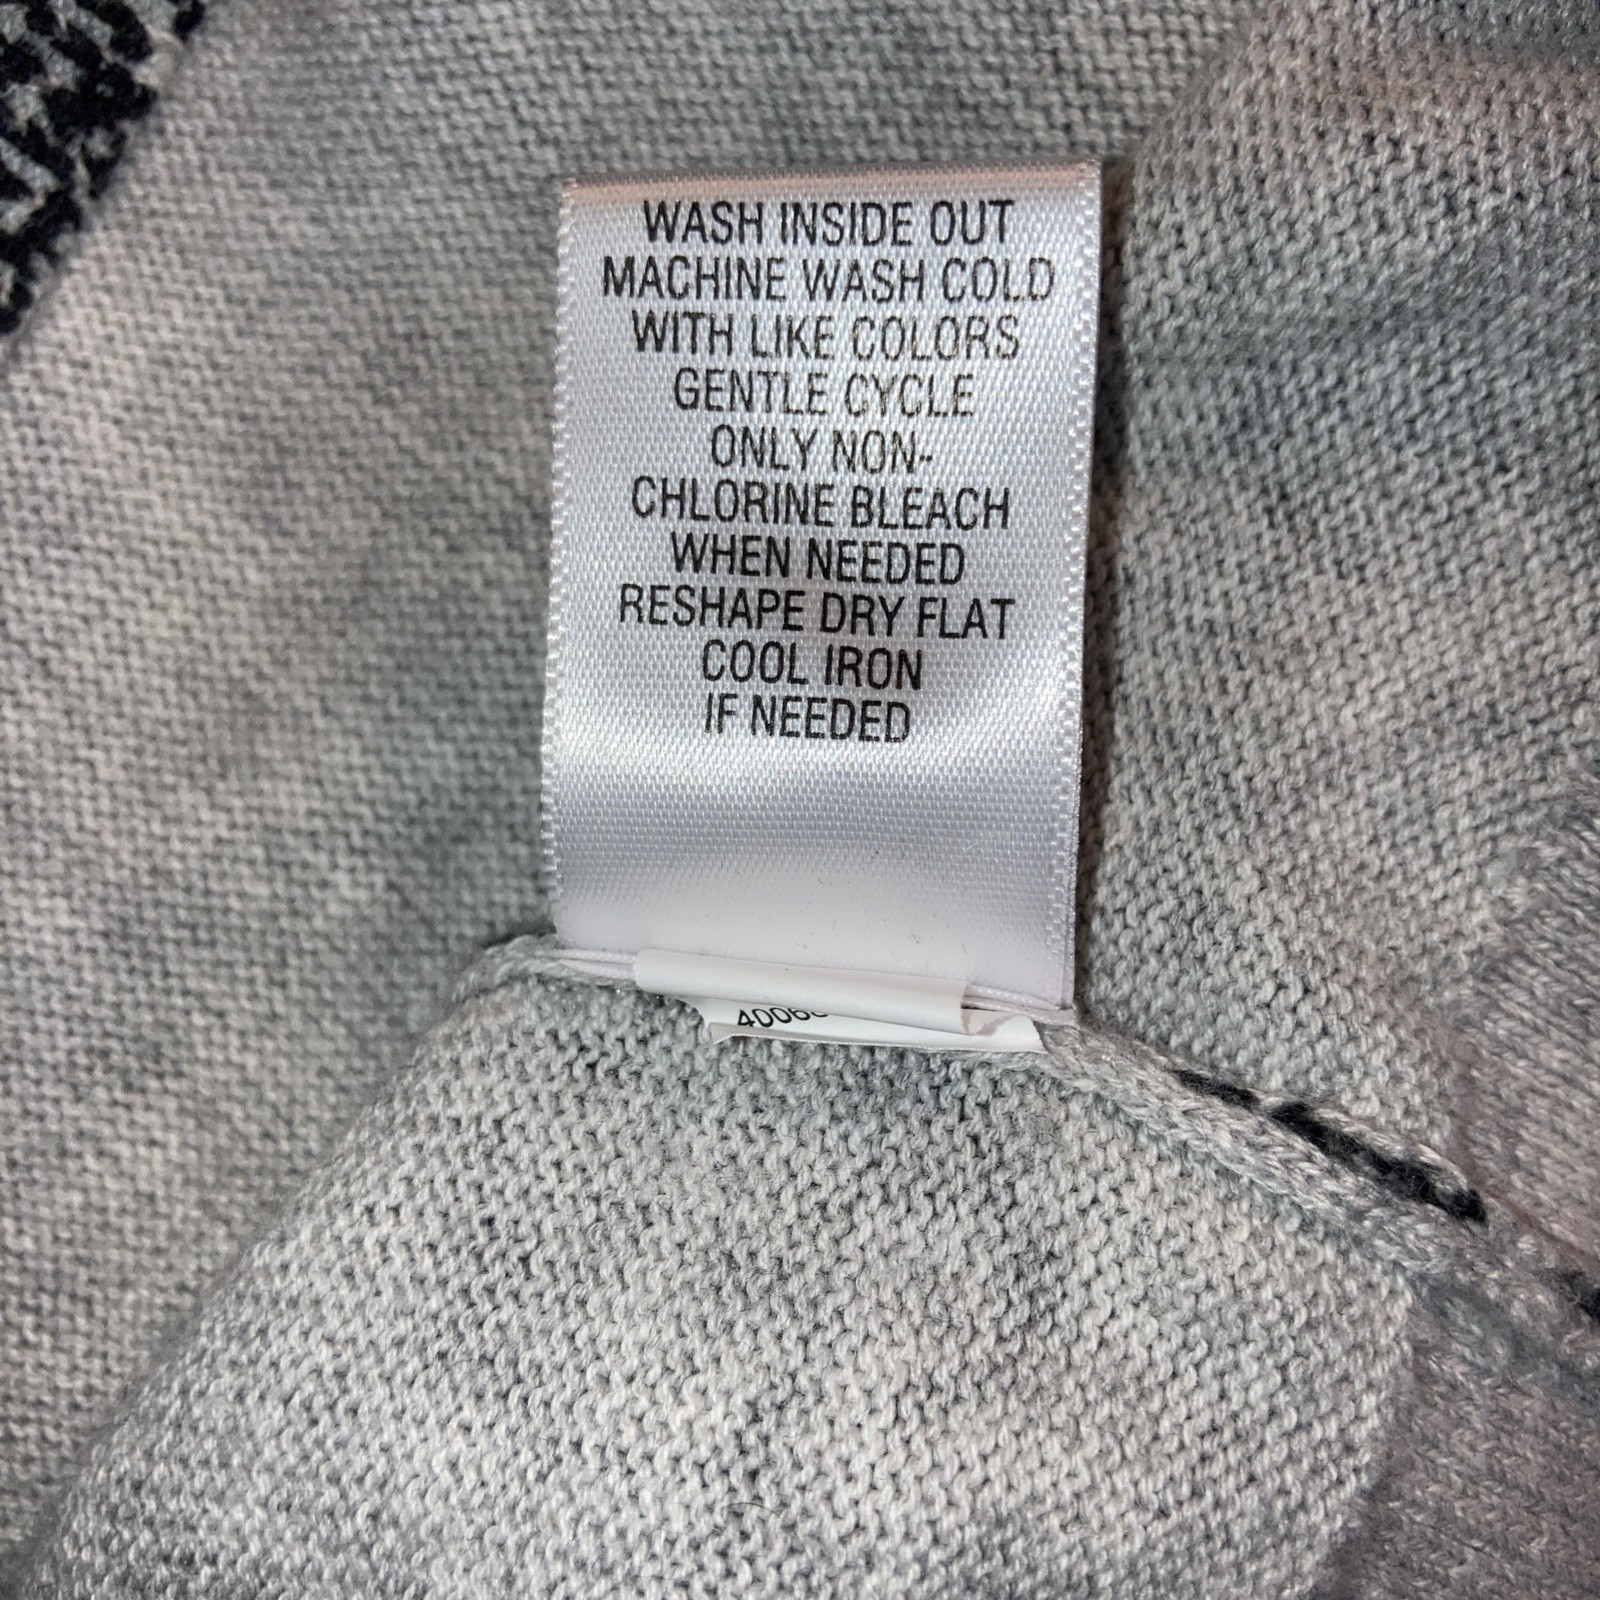 WASH INSIDE OUT
MACHINE WASH COLD
WITH LIKE COLORS
GENTLE CYCLE
ONLY NON-
CHLORINE BLEACH
WHEN NEEDED
RESHAPE DRY FLAT
COOL IRON
IF NEEDED